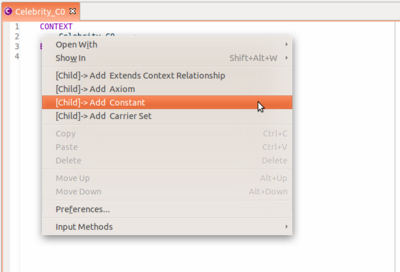 Celebrity_C0
1 CONTEXT
2
3
4
Open With
Show In Shift+Alt+W
[Child]-> Add Extends Context Relationship
[Child]-> Add Axiom
[Child]-> Add Constant
[Child]-> Add Carrier Set
Copy Ctrl+C
Paste Ctrl+V
Delete Delete
Move Up Alt+Up
Move Down Alt+Down
Preferences...
Input Methods